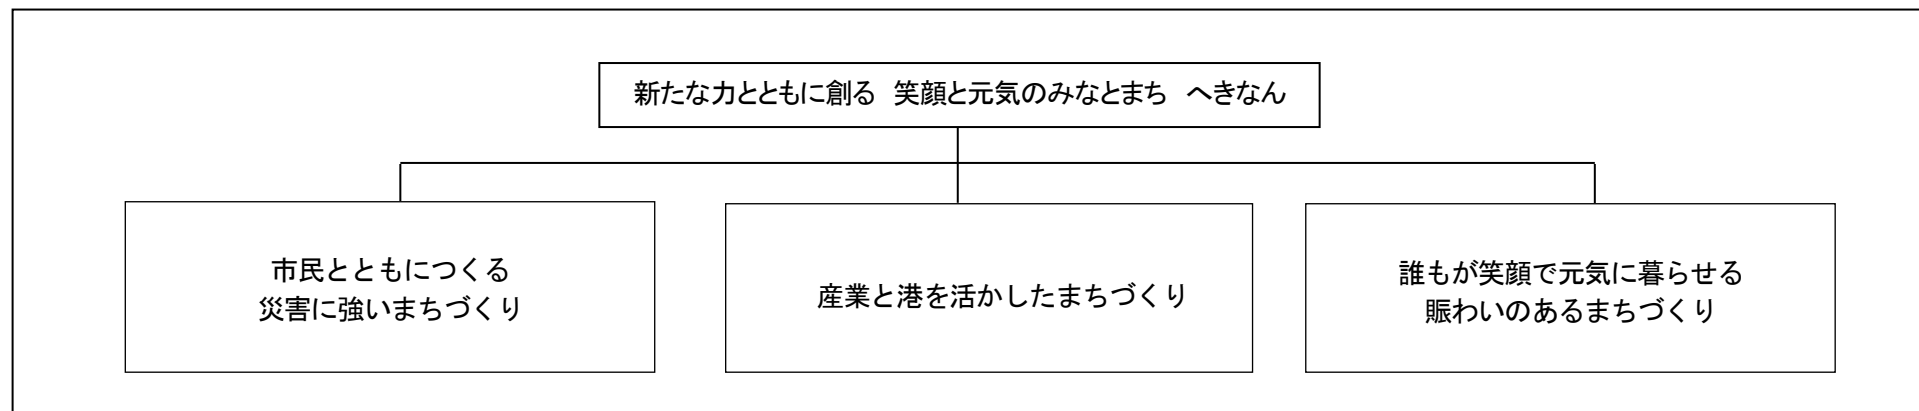 新たな力とともに創る 笑顔と元気のみなとまち へきなん
市民とともにつくる
災害に強いまちづくり
産業と港を活かしたまちづくり
誰もが笑顔で元気に暮らせる
賑わいのあるまちづくり